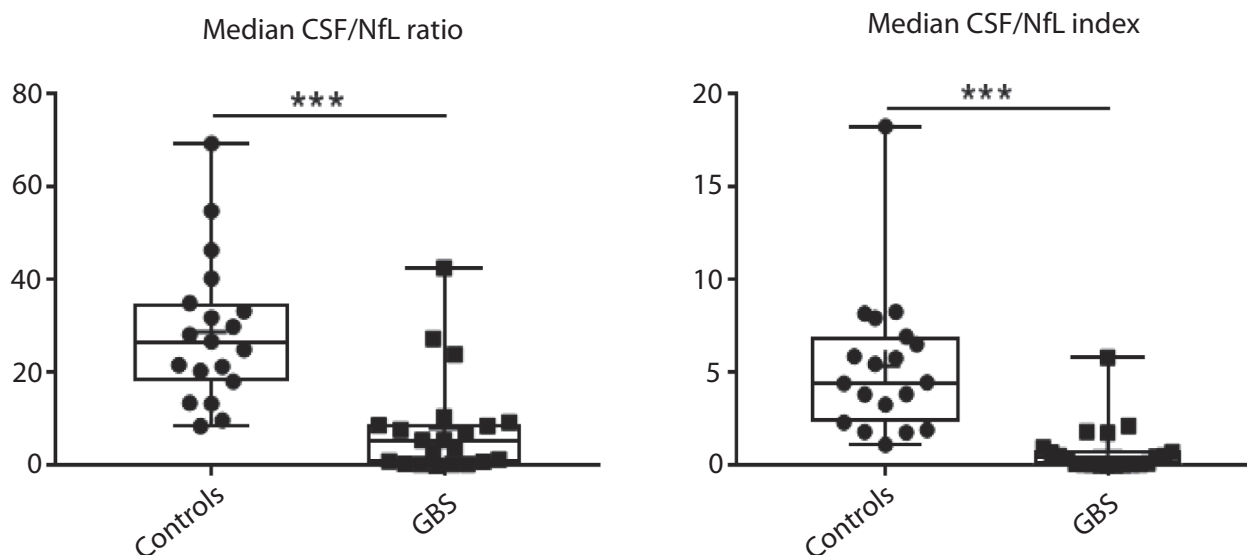 Median CSF/NfL ratio
80
60
40
20
0
***
Controls
GBS
Median CSF/NfL index
20
15
10
5
0
***
Controls
GBS